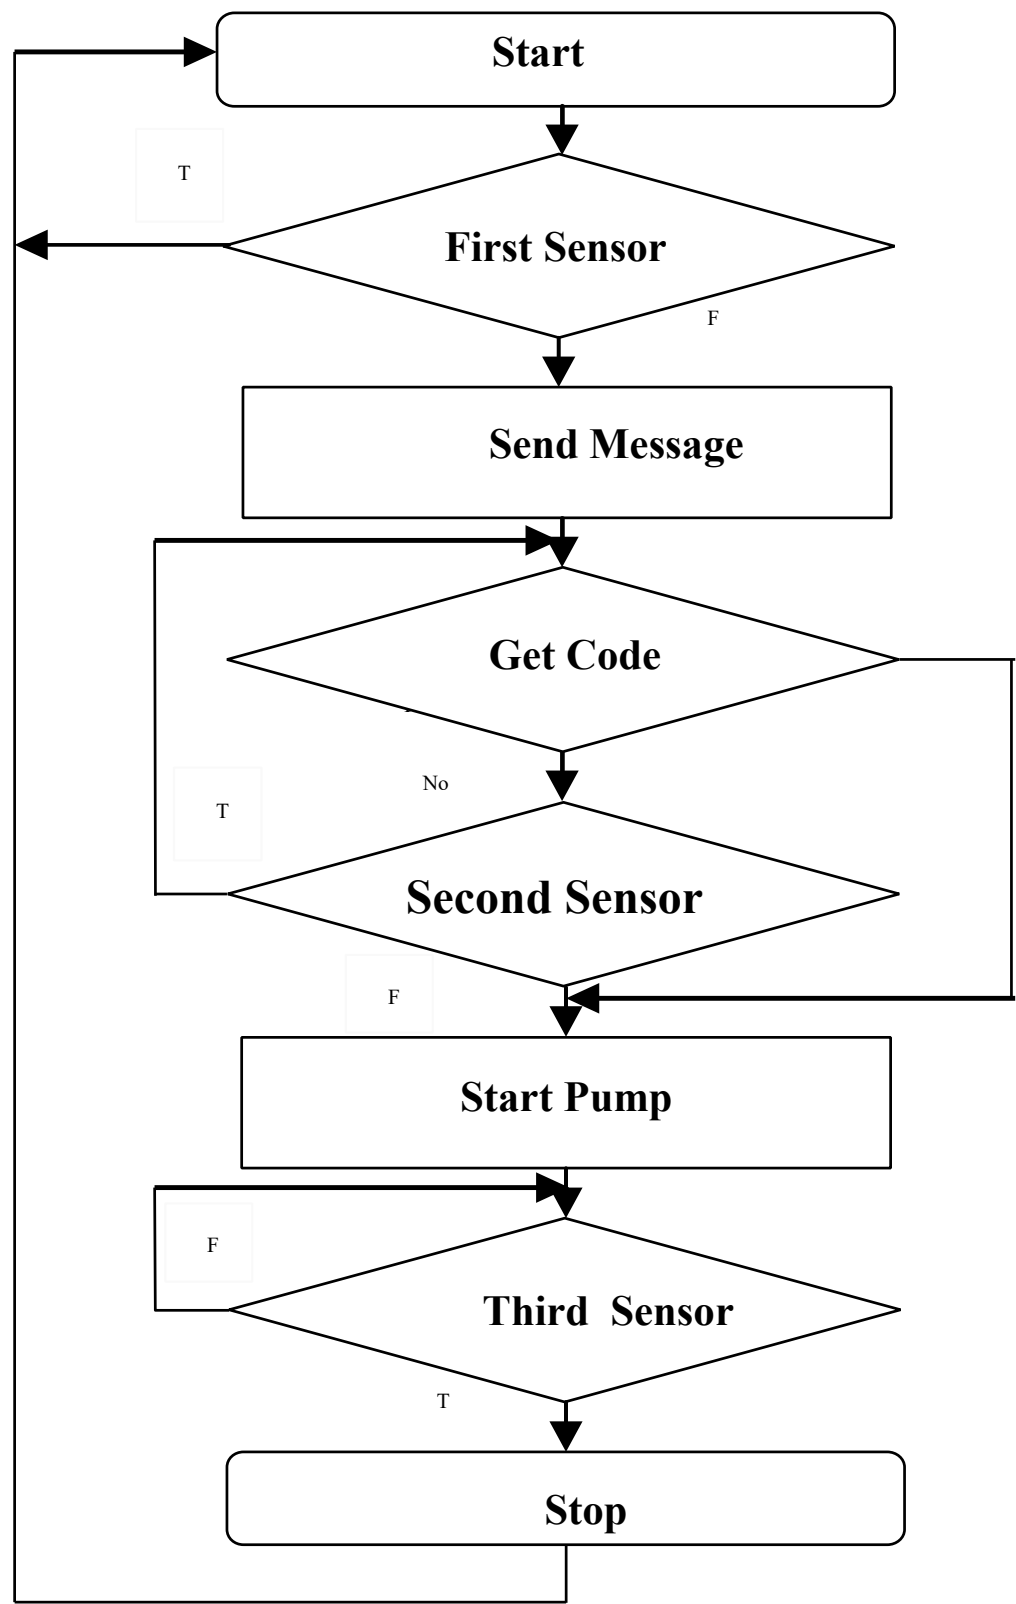 Start
T
First Sensor
F
Send Message
Get Code
No
T
Second Sensor
F
Start Pump
F
Third Sensor
T
Stop